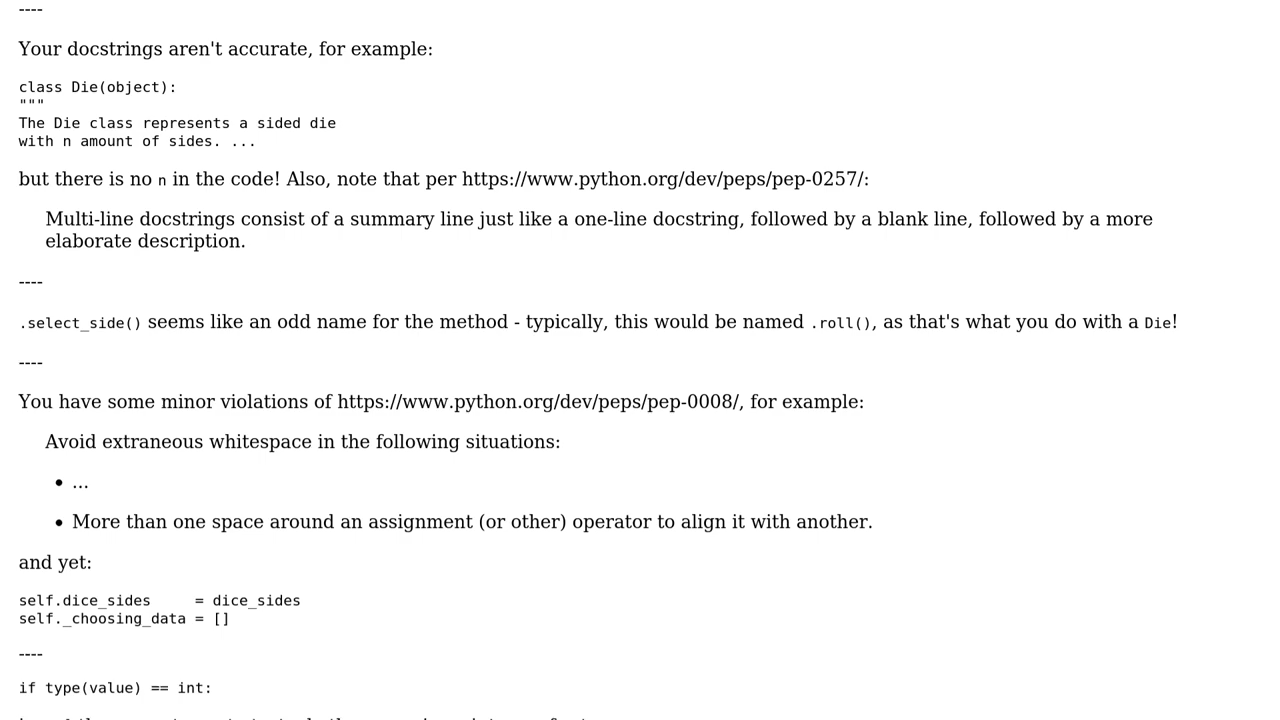 ----
Your docstrings aren't accurate, for example:
class Die(object):
"""
The Die class represents a sided die
with n amount of sides. ...
but there is no n in the code! Also, note that per https://www.python.org/dev/peps/pep-0257/:
Multi-line docstrings consist of a summary line just like a one-line docstring, followed by a blank line, followed by a more
elaborate description.
----
.select_side() seems like an odd name for the method - typically, this would be named .roll(), as that's what you do with a Die!
----
You have some minor violations of https://www.python.org/dev/peps/pep-0008/, for example:
Avoid extraneous whitespace in the following situations:
• ...
• More than one space around an assignment (or other) operator to align it with another.
and yet:
self.dice_sides     = dice_sides
self._choosing_data = []
----
if type(value) == int: